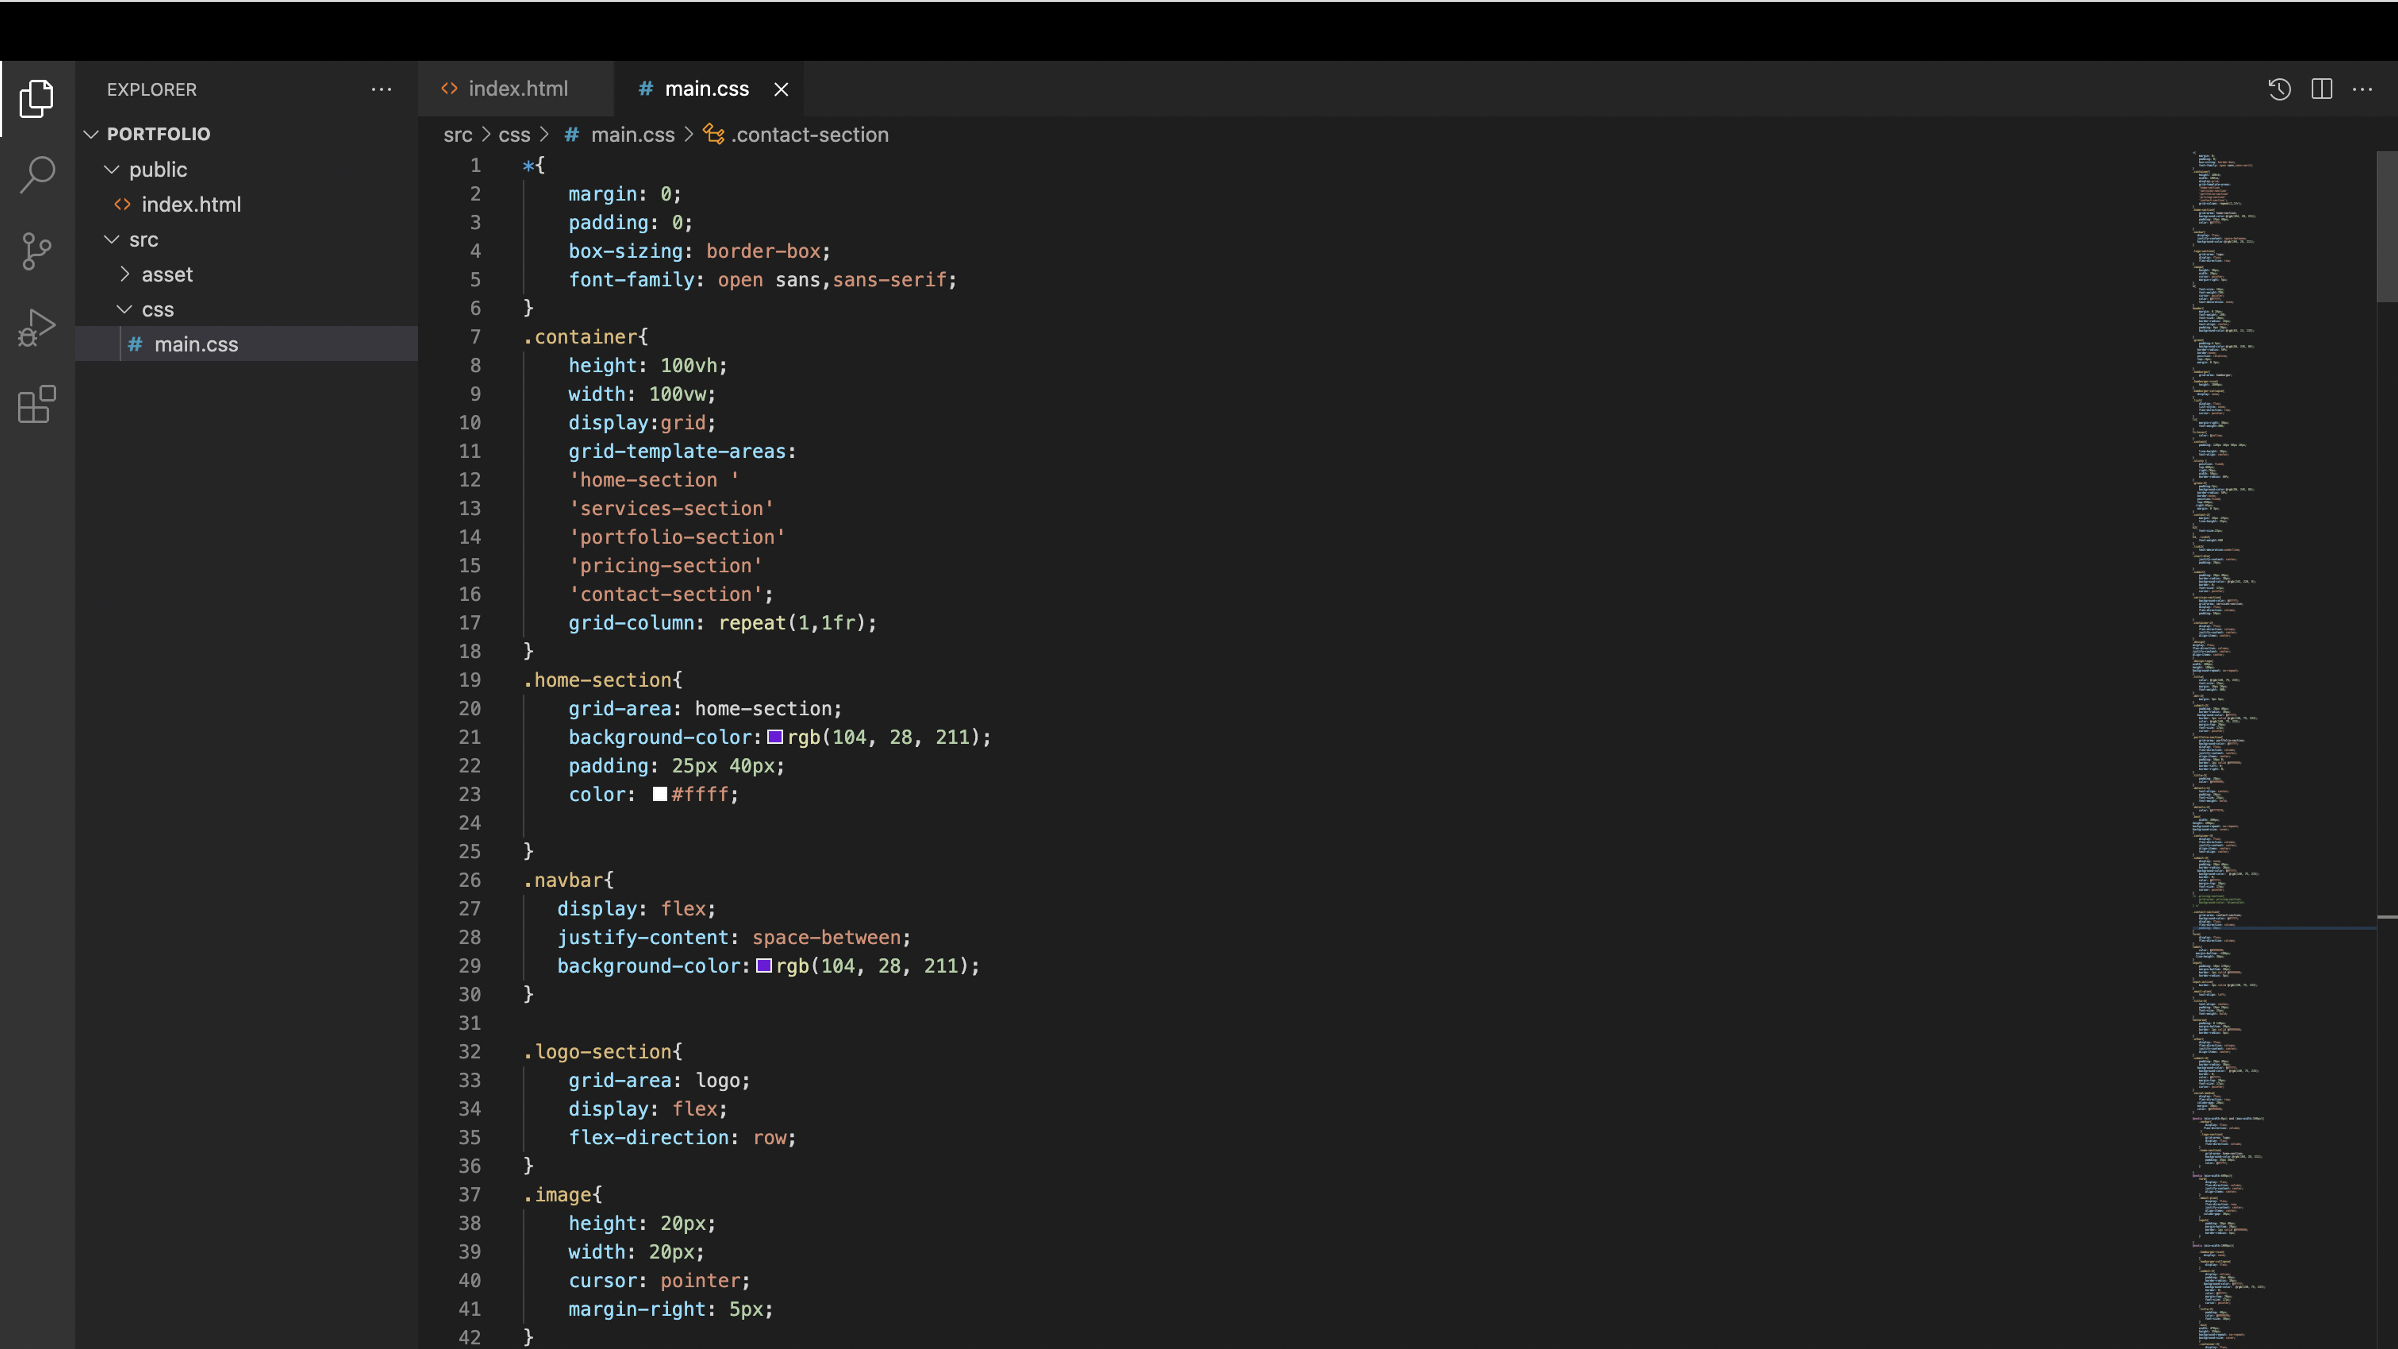 EXPLORER
index.html
# main.css
PORTFOLIO
src > css > # main.css > .contact-section
public
index.html
src
asset
css
# main.css
1 *{
2 margin: 0;
3 padding: 0;
4 box-sizing: border-box;
5 font-family: open sans,sans-serif;
6 }
7 .container{
8 height: 100vh;
9 width: 100vw;
10 display:grid;
11 grid-template-areas:
12 'home-section '
13 'services-section'
14 'portfolio-section'
15 'pricing-section'
16 'contact-section';
17 grid-column: repeat(1,1fr);
18 }
19 .home-section{
20 grid-area: home-section;
21 background-color:rgb(104, 28, 211);
22 padding: 25px 40px;
23 color: #ffff;
24
25 }
26 .navbar{
27 display: flex;
28 justify-content: space-between;
29 background-color:rgb(104, 28, 211);
30 }
31
32 .logo-section{
33 grid-area: logo;
34 display: flex;
35 flex-direction: row;
36 }
37 .image{
38 height: 20px;
39 width: 20px;
40 cursor: pointer;
41 margin-right: 5px;
42 }